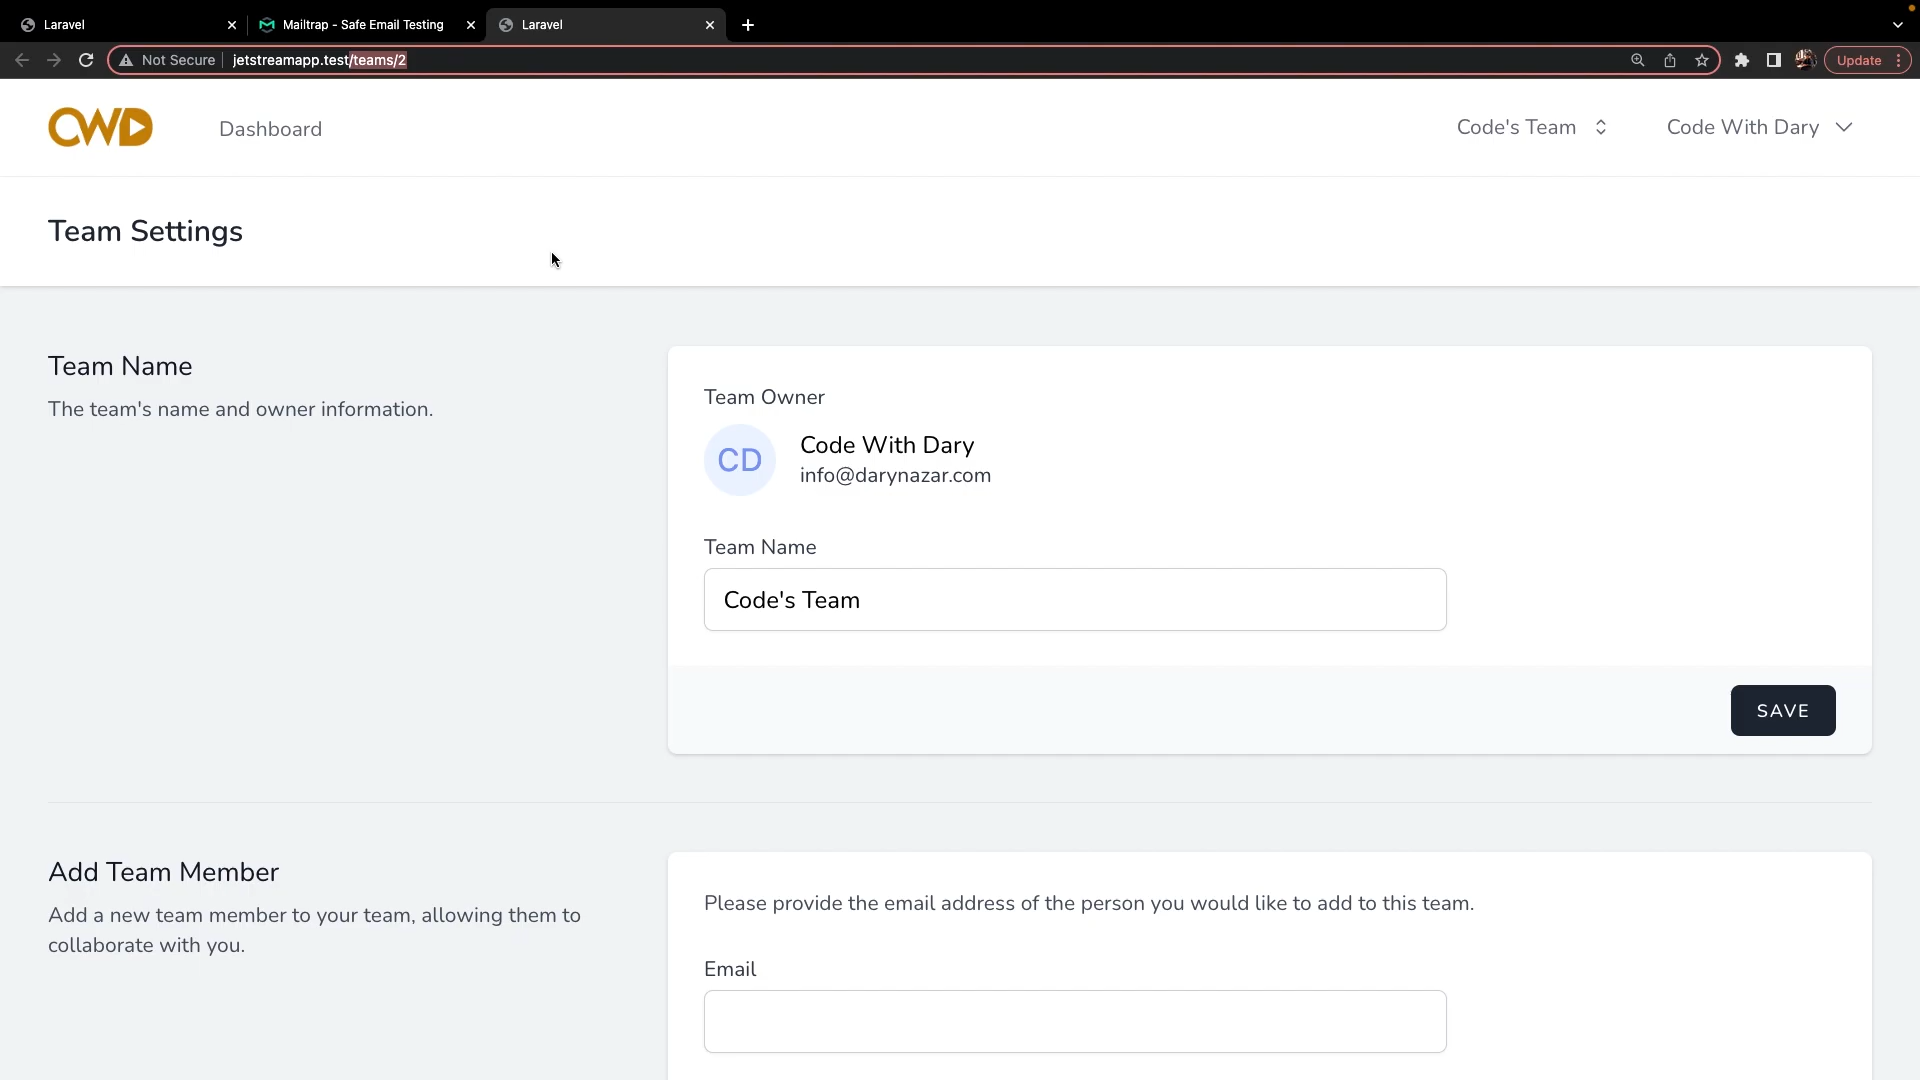 Laravel
Mailtrap - Safe Email Testing
Laravel
Not Secure
jetstreamapp.test/teams/2
Update
CWD
Dashboard
Code's Team
Code With Dary
Team Settings
Team Name
The team's name and owner information.
Team Owner
CD
Code With Dary
info@darynazar.com
Team Name
Code's Team
SAVE
Add Team Member
Add a new team member to your team, allowing them to
collaborate with you.
Please provide the email address of the person you would like to add to this team.
Email